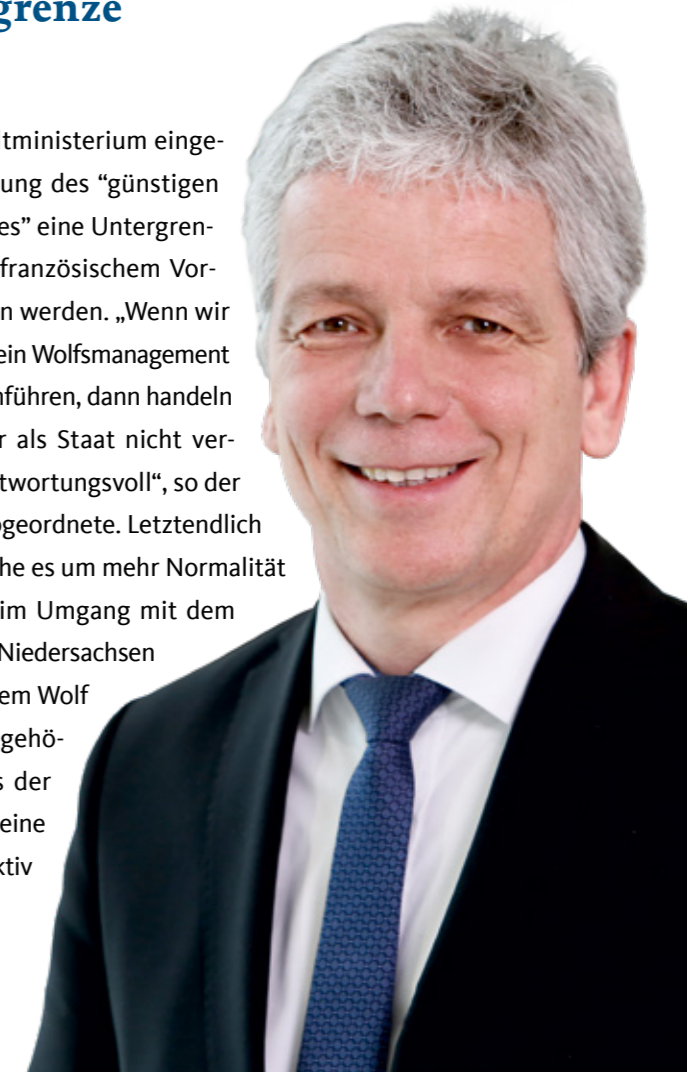 grenze
tministerium einge-
ung des “günstigen
es” eine Untergren-
französischem Vor-
n werden. „Wenn wir
ein Wolfsmanagement
nführen, dann handeln
r als Staat nicht ver-
twortungsvoll“, so der
geordnete. Letztendlich
he es um mehr Normalität
im Umgang mit dem
Niedersachsen
em Wolf
gehö-
s der
eine
ktiv